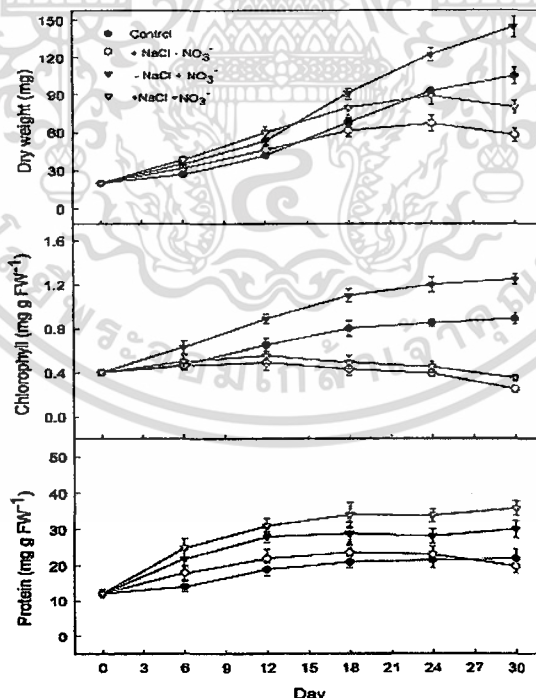 Dry weight (mg)
150
120
90
60
30
0
Control
+ NaCl - NO₃⁻
- NaCl + NO₃⁻
+NaCl +NO₃⁻
Chlorophyll (mg g FW⁻¹)
1.6
1.2
0.8
0.4
0.0
Protein (mg g FW⁻¹)
50
40
30
20
10
0
0 3 6 9 12 15 18 21 24 27 30
Day